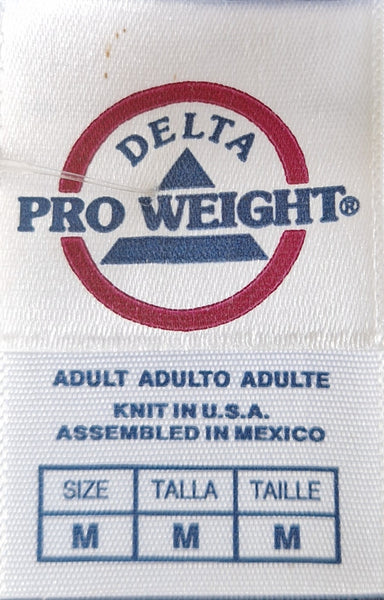 DELTA
PRO WEIGHT®
ADULT ADULTO ADULTE
KNIT IN U.S.A.
ASSEMBLED IN MEXICO
SIZE TALLA TAILLE
M M M